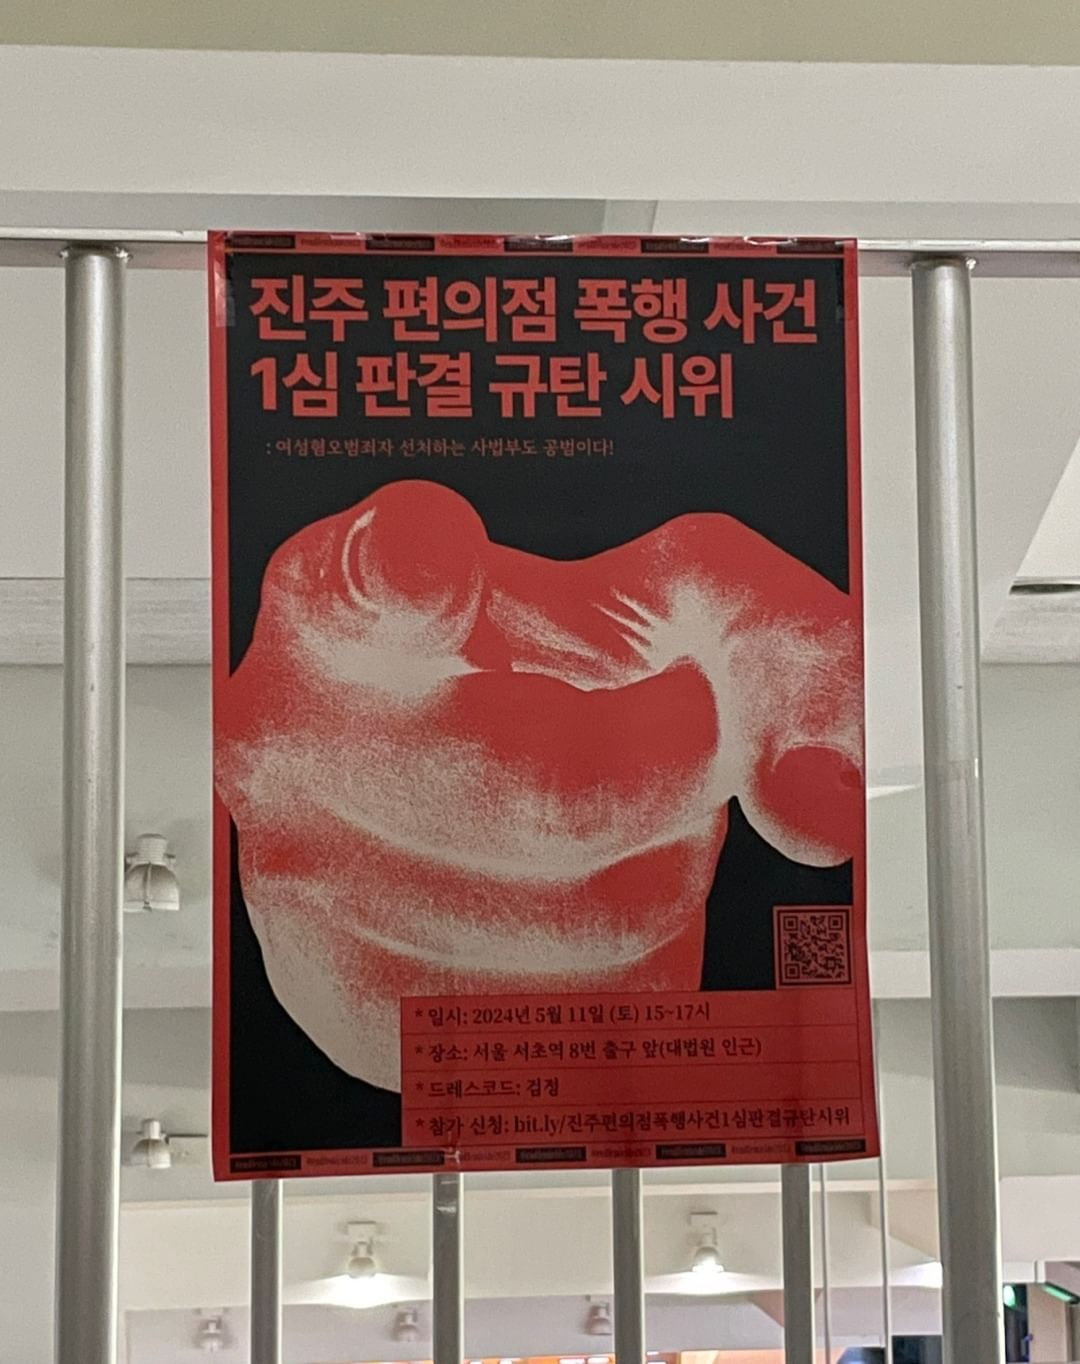 진주 편의점 폭행 사건
1심 판결 규탄 시위
: 여성혐오범죄자 선처하는 사법부도 공범이다!
* 일시: 2024년 5월 11일 (토) 15~17시
* 장소: 서울 서초역 8번 출구 앞(대법원 인근)
* 드레스코드: 검정
* 참가 신청: bit.ly/진주편의점폭행사건1심판결규탄시위